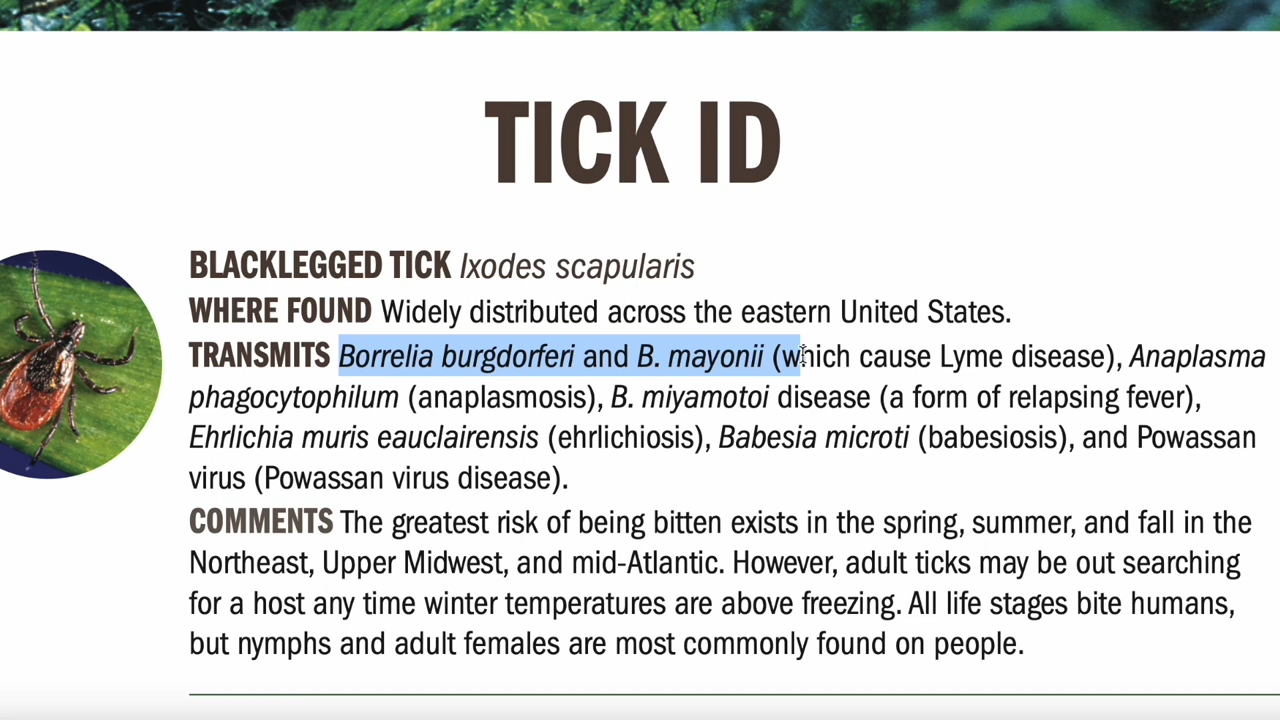 TICK ID
BLACKLEGGED TICK Ixodes scapularis
WHERE FOUND Widely distributed across the eastern United States.
TRANSMITS Borrelia burgdorferi and B. mayonii (which cause Lyme disease), Anaplasma
phagocytophilum (anaplasmosis), B. miyamotoi disease (a form of relapsing fever),
Ehrlichia muris eauclairensis (ehrlichiosis), Babesia microti (babesiosis), and Powassan
virus (Powassan virus disease).
COMMENTS The greatest risk of being bitten exists in the spring, summer, and fall in the
Northeast, Upper Midwest, and mid-Atlantic. However, adult ticks may be out searching
for a host any time winter temperatures are above freezing. All life stages bite humans,
but nymphs and adult females are most commonly found on people.